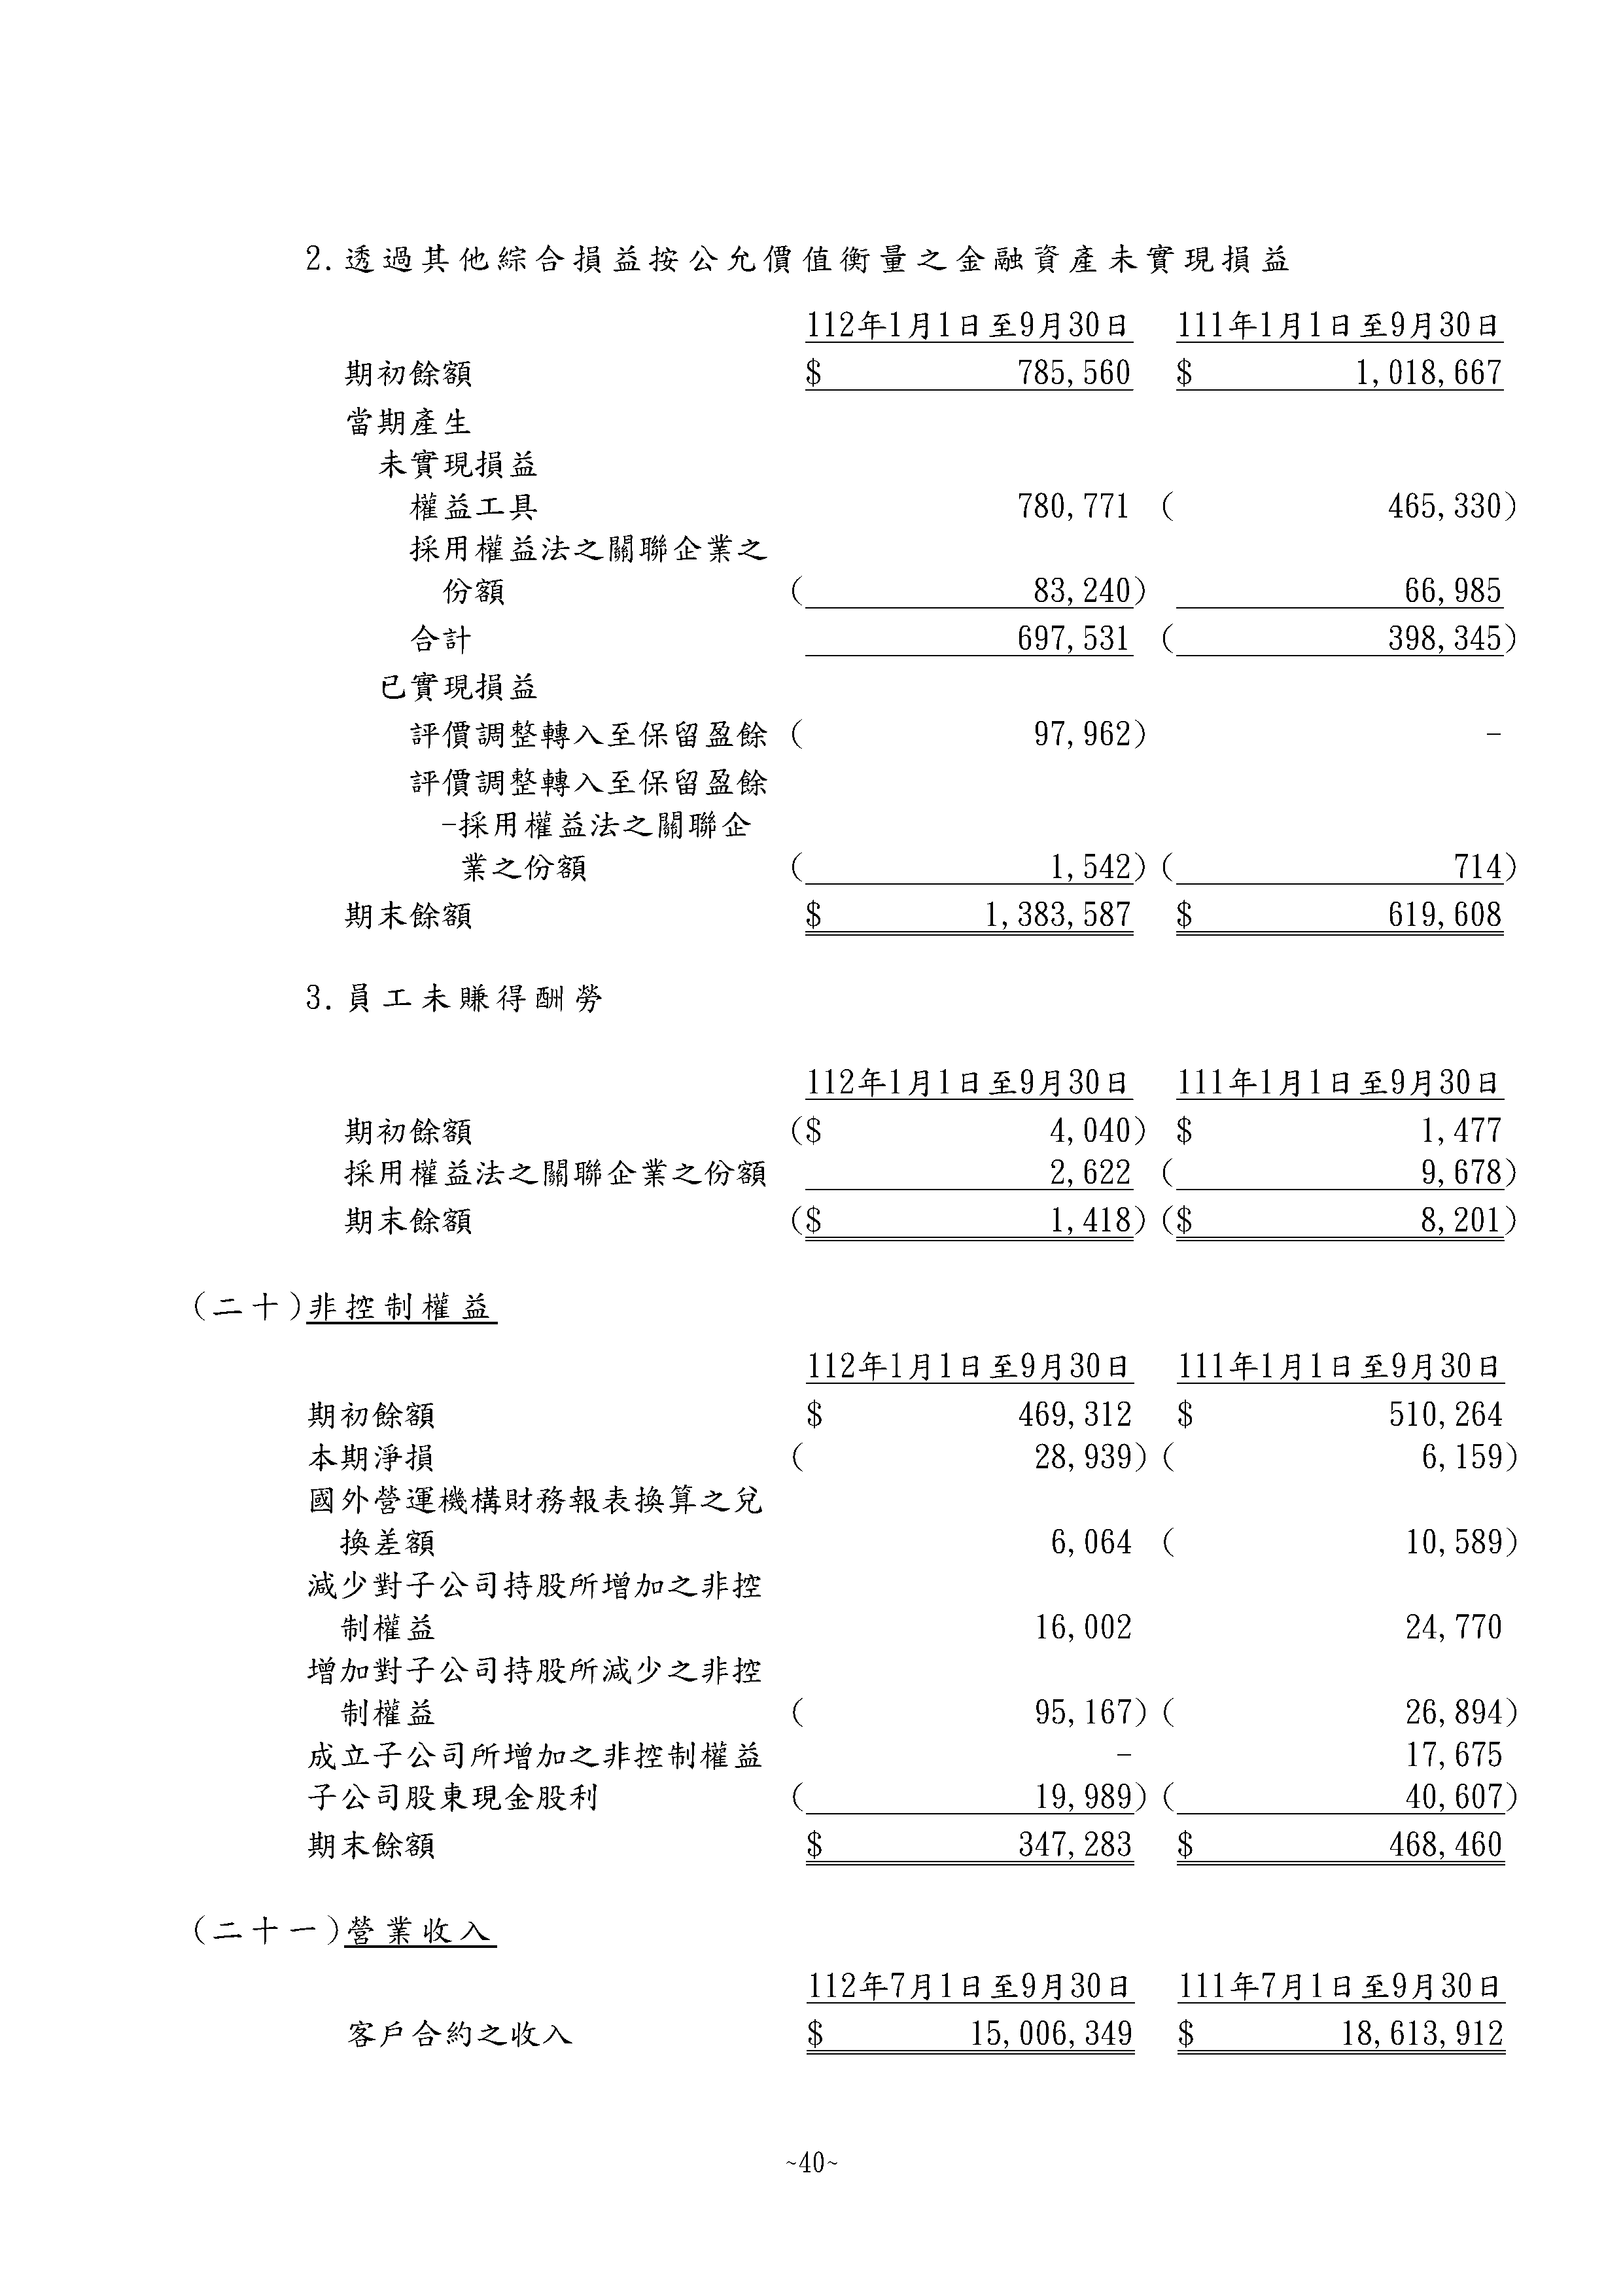 2.透過其他綜合損益按公允價值衡量之金融資產未實現損益
112年1月1日至9月30日 111年1月1日至9月30日
期初餘額 $ 785,560 $ 1,018,667
當期產生
未實現損益
權益工具 780,771 ( 465,330)
採用權益法之關聯企業之
份額 ( 83,240) 66,985
合計 697,531 ( 398,345)
已實現損益
評價調整轉入至保留盈餘 ( 97,962) -
評價調整轉入至保留盈餘
-採用權益法之關聯企
業之份額 ( 1,542) ( 714)
期末餘額 $ 1,383,587 $ 619,608
3.員工未賺得酬勞
112年1月1日至9月30日 111年1月1日至9月30日
期初餘額 ($ 4,040) $ 1,477
採用權益法之關聯企業之份額 2,622 ( 9,678)
期末餘額 ($ 1,418) ($ 8,201)
(二十)非控制權益
112年1月1日至9月30日 111年1月1日至9月30日
期初餘額 $ 469,312 $ 510,264
本期淨損 ( 28,939) ( 6,159)
國外營運機構財務報表換算之兌
換差額 6,064 ( 10,589)
減少對子公司持股所增加之非控
制權益 16,002 24,770
增加對子公司持股所減少之非控
制權益 ( 95,167) ( 26,894)
成立子公司所增加之非控制權益 - 17,675
子公司股東現金股利 ( 19,989) ( 40,607)
期末餘額 $ 347,283 $ 468,460
(二十一)營業收入
112年7月1日至9月30日 111年7月1日至9月30日
客戶合約之收入 $ 15,006,349 $ 18,613,912
~40~